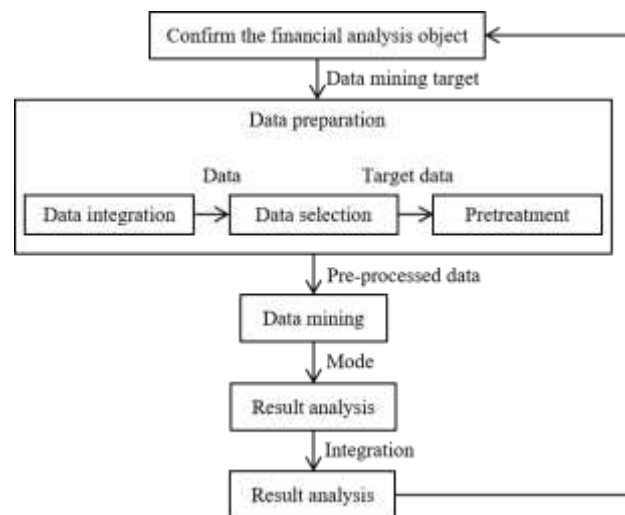 Confirm the financial analysis object
Data mining target
Data preparation
Data
Target data
Data integration
Data selection
Pretreatment
Pre-processed data
Data mining
Mode
Result analysis
Integration
Result analysis